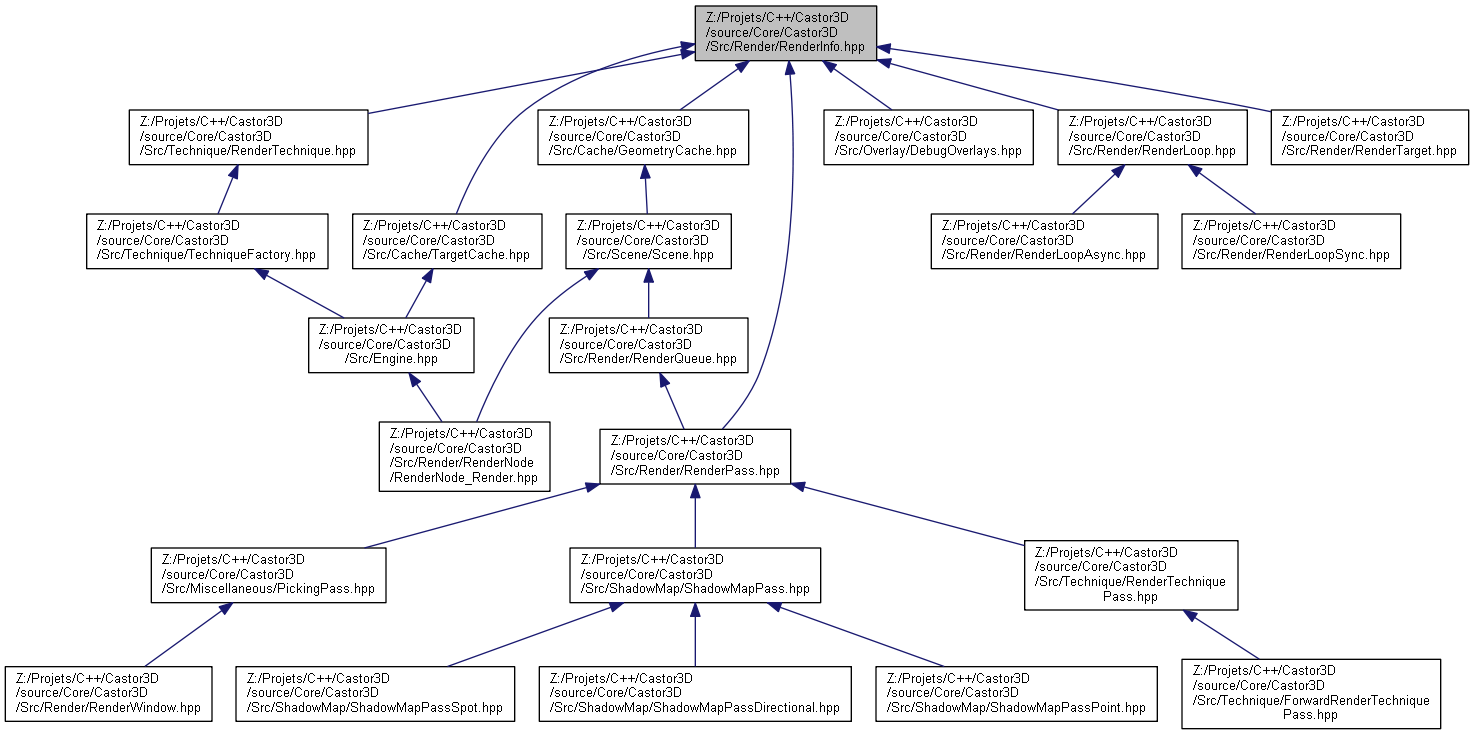 Z:/Projets/C++/Castor3D
/source/Core/Castor3D
/Src/Render/RenderInfo.hpp
Z:/Projets/C++/Castor3D
/source/Core/Castor3D
/Src/Technique/RenderTechnique.hpp
Z:/Projets/C++/Castor3D
/source/Core/Castor3D
/Src/Cache/GeometryCache.hpp
Z:/Projets/C++/Castor3D
/source/Core/Castor3D
/Src/Overlay/DebugOverlays.hpp
Z:/Projets/C++/Castor3D
/source/Core/Castor3D
/Src/Render/RenderLoop.hpp
Z:/Projets/C++/Castor3D
/source/Core/Castor3D
/Src/Render/RenderTarget.hpp
Z:/Projets/C++/Castor3D
/source/Core/Castor3D
/Src/Technique/TechniqueFactory.hpp
Z:/Projets/C++/Castor3D
/source/Core/Castor3D
/Src/Cache/TargetCache.hpp
Z:/Projets/C++/Castor3D
/source/Core/Castor3D
/Src/Scene/Scene.hpp
Z:/Projets/C++/Castor3D
/source/Core/Castor3D
/Src/Render/RenderLoopAsync.hpp
Z:/Projets/C++/Castor3D
/source/Core/Castor3D
/Src/Render/RenderLoopSync.hpp
Z:/Projets/C++/Castor3D
/source/Core/Castor3D
/Src/Engine.hpp
Z:/Projets/C++/Castor3D
/source/Core/Castor3D
/Src/Render/RenderQueue.hpp
Z:/Projets/C++/Castor3D
/source/Core/Castor3D
/Src/Render/RenderNode
/RenderNode_Render.hpp
Z:/Projets/C++/Castor3D
/source/Core/Castor3D
/Src/Render/RenderPass.hpp
Z:/Projets/C++/Castor3D
/source/Core/Castor3D
/Src/Miscellaneous/PickingPass.hpp
Z:/Projets/C++/Castor3D
/source/Core/Castor3D
/Src/ShadowMap/ShadowMapPass.hpp
Z:/Projets/C++/Castor3D
/source/Core/Castor3D
/Src/Technique/RenderTechnique
Pass.hpp
Z:/Projets/C++/Castor3D
/source/Core/Castor3D
/Src/Render/RenderWindow.hpp
Z:/Projets/C++/Castor3D
/source/Core/Castor3D
/Src/ShadowMap/ShadowMapPassSpot.hpp
Z:/Projets/C++/Castor3D
/source/Core/Castor3D
/Src/ShadowMap/ShadowMapPassDirectional.hpp
Z:/Projets/C++/Castor3D
/source/Core/Castor3D
/Src/ShadowMap/ShadowMapPassPoint.hpp
Z:/Projets/C++/Castor3D
/source/Core/Castor3D
/Src/Technique/ForwardRenderTechnique
Pass.hpp